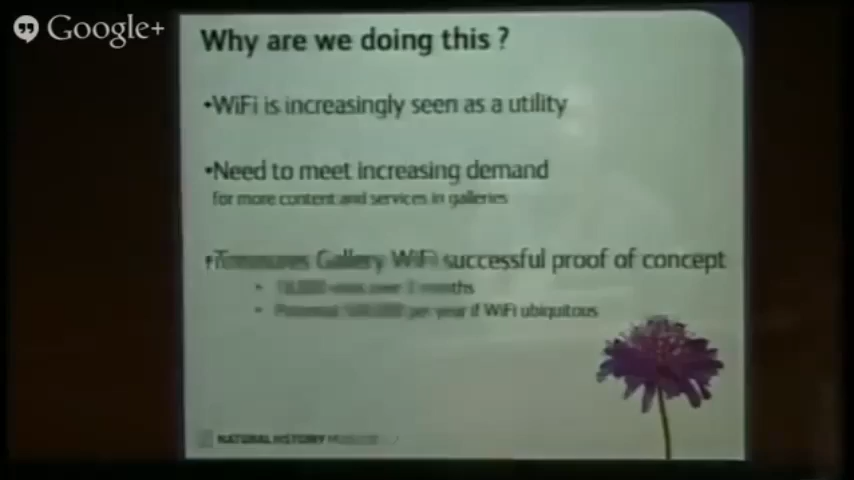 Google+
Why are we doing this ?
•WiFi is increasingly seen as a utility
•Need to meet increasing demand
for more content and services in galleries
•Treasures Gallery WiFi successful proof of concept
• over months
• Potential per year if WiFi ubiquitous
NATURAL HISTORY MUSEUM